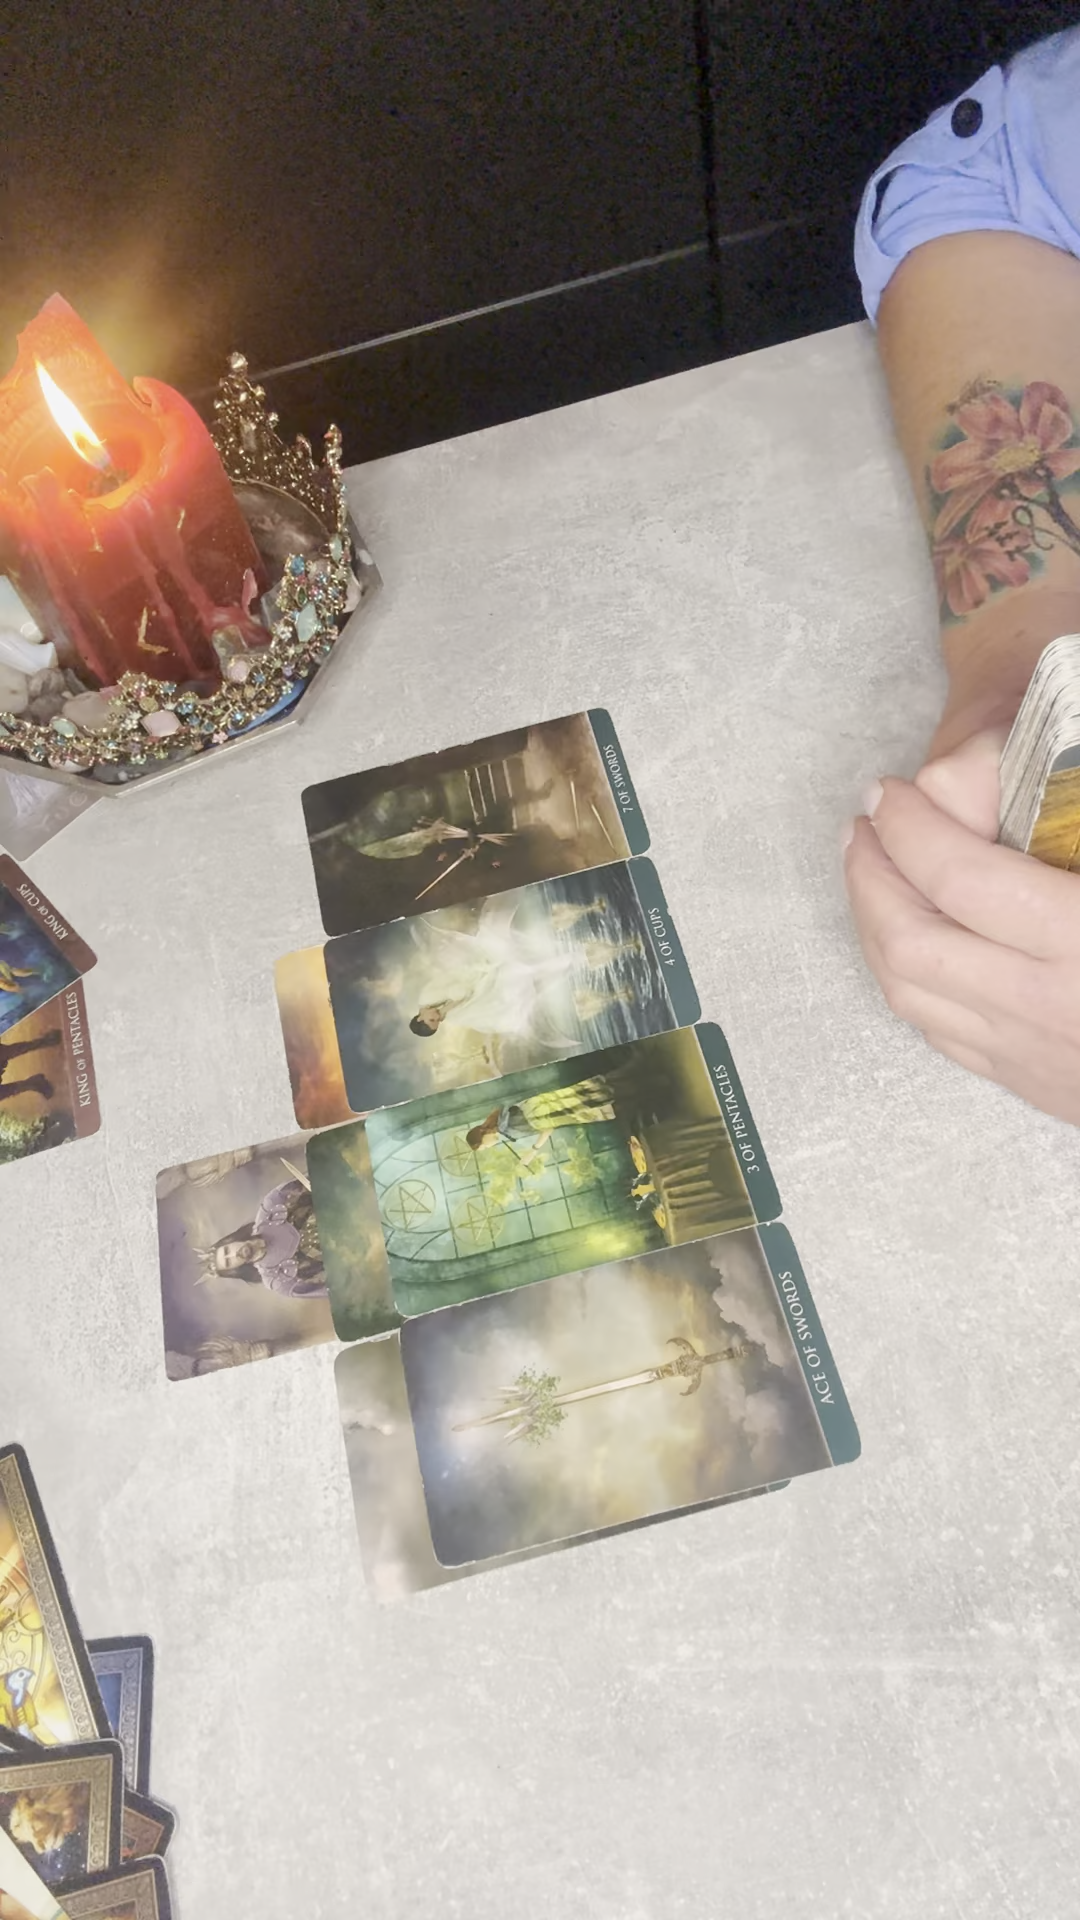 7 OF SWORDS
4 OF CUPS
KING OF CUPS
KING OF PENTACLES
3 OF PENTACLES
ACE OF SWORDS